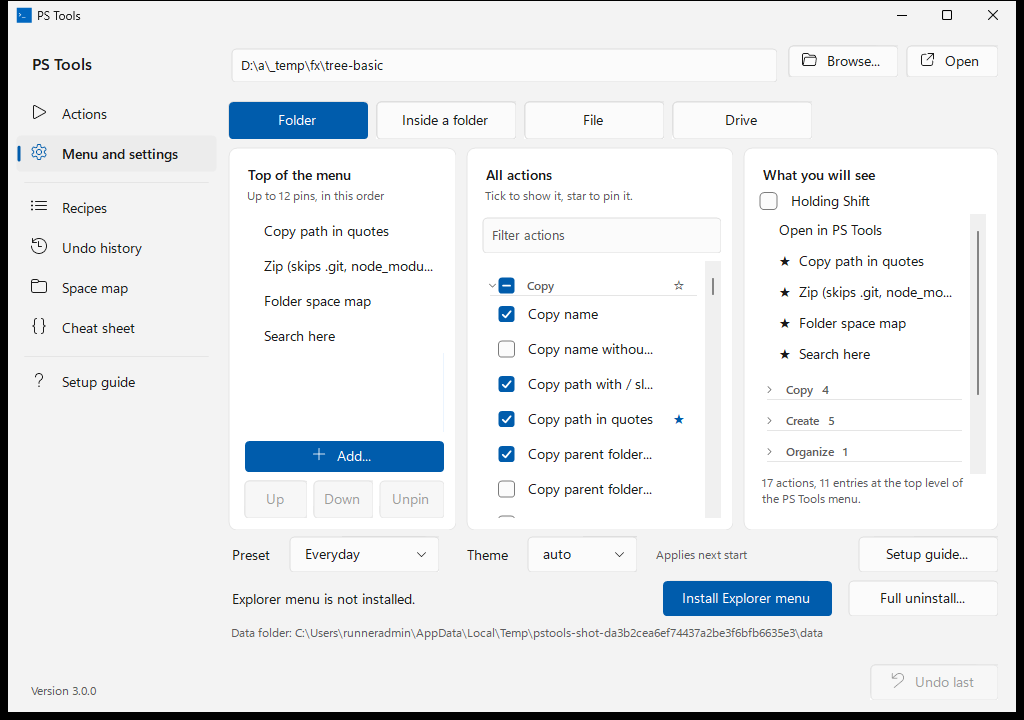 PS Tools
PS Tools
D:\a\_temp\fx\tree-basic
Browse...
Open
Actions
Menu and settings
Recipes
Undo history
Space map
Cheat sheet
Setup guide
Folder
Inside a folder
File
Drive
Top of the menu
Up to 12 pins, in this order
Copy path in quotes
Zip (skips .git, node_modu...
Folder space map
Search here
Add...
Up
Down
Unpin
All actions
Tick to show it, star to pin it.
Filter actions
Copy
Copy name
Copy name withou...
Copy path with / sl...
Copy path in quotes
Copy parent folder...
Copy parent folder...
What you will see
Holding Shift
Open in PS Tools
★ Copy path in quotes
★ Zip (skips .git, node_mo...
★ Folder space map
★ Search here
Copy 4
Create 5
Organize 1
17 actions, 11 entries at the top level of
the PS Tools menu.
Preset
Everyday
Theme
auto
Applies next start
Setup guide...
Explorer menu is not installed.
Install Explorer menu
Full uninstall...
Data folder: C:\Users\runneradmin\AppData\Local\Temp\pstools-shot-da3b2cea6ef74437a2be3f6bfb6635e3\data
Version 3.0.0
Undo last